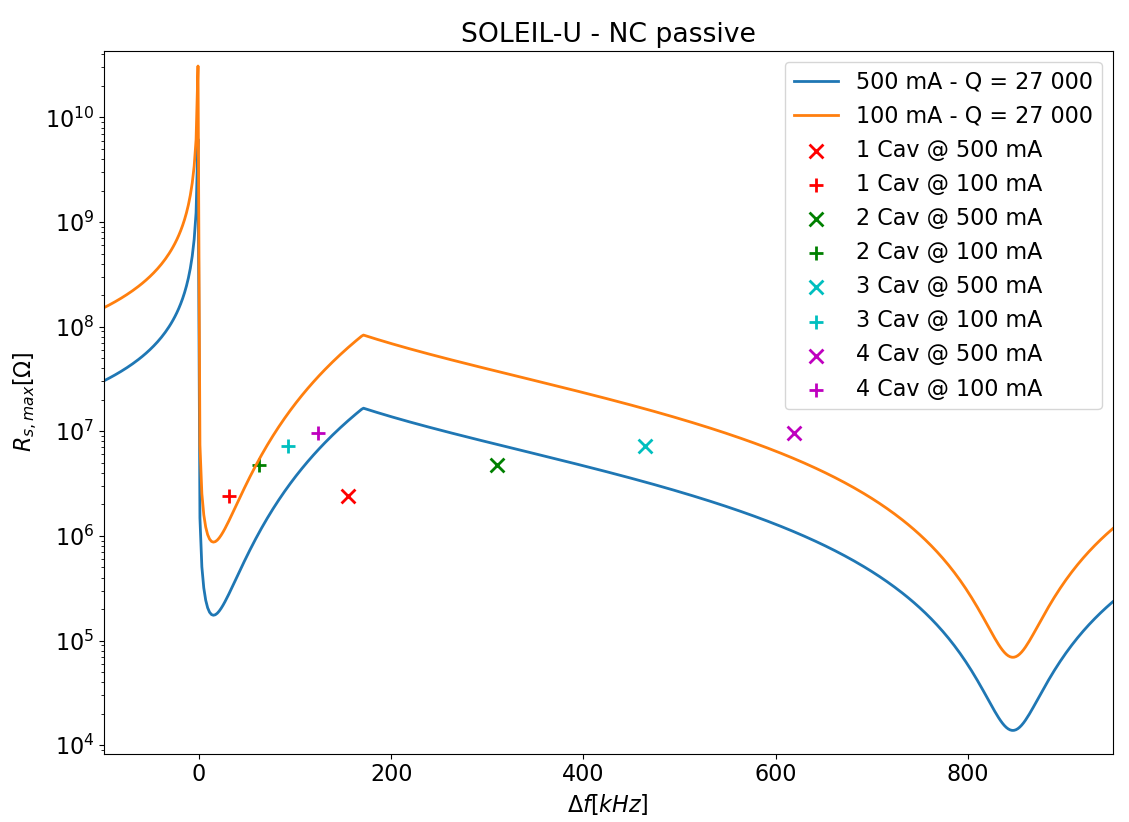 SOLEIL-U - NC passive
500 mA - Q = 27 000
100 mA - Q = 27 000
1 Cav @ 500 mA
1 Cav @ 100 mA
2 Cav @ 500 mA
2 Cav @ 100 mA
3 Cav @ 500 mA
3 Cav @ 100 mA
4 Cav @ 500 mA
4 Cav @ 100 mA
R_{s, max}[Ω]
10^{10}
10^9
10^8
10^7
10^6
10^5
10^4
0 200 400 600 800
Δf[kHz]